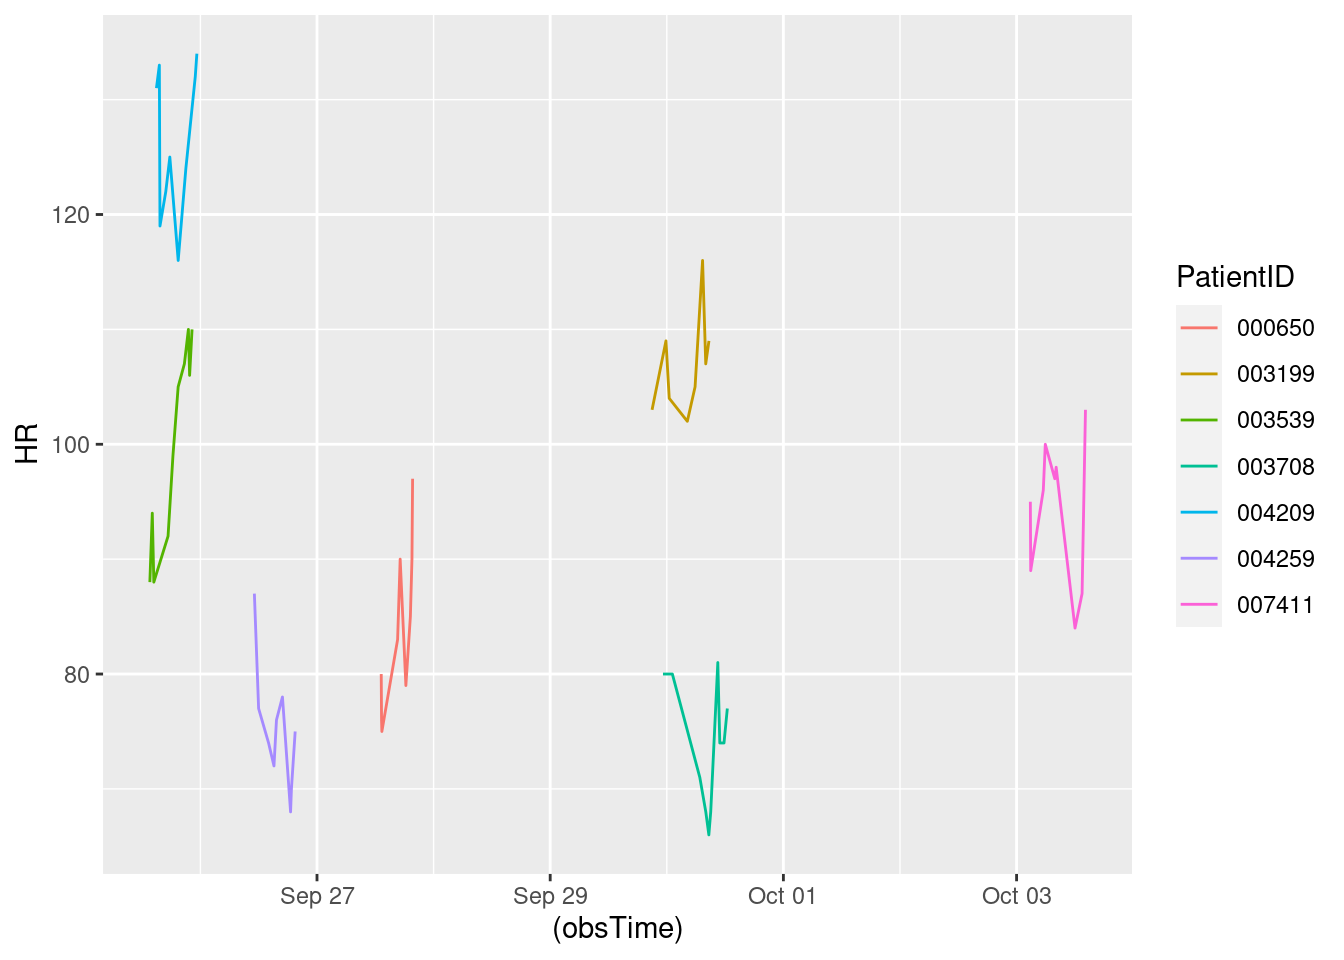 120
100
80
HR
Sep 27
Sep 29
Oct 01
Oct 03
(obsTime)
PatientID
000650
003199
003539
003708
004209
004259
007411